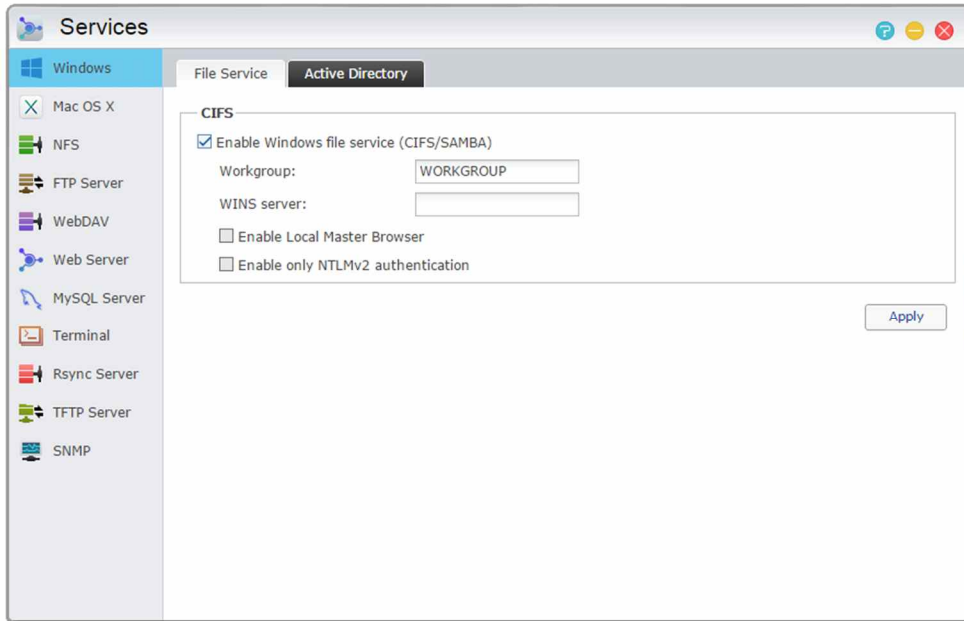 Services
Windows
Mac OS X
NFS
FTP Server
WebDAV
Web Server
MySQL Server
Terminal
Rsync Server
TFTP Server
SNMP
File Service
Active Directory
CIFS
Enable Windows file service (CIFS/SAMBA)
Workgroup: WORKGROUP
WINS server:
Enable Local Master Browser
Enable only NTLMv2 authentication
Apply